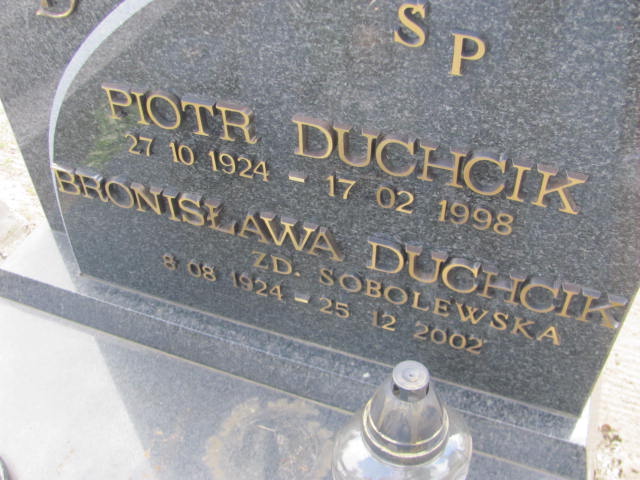 SP
PIOTR DUCHCIK
27 10 1924 – 17 02 1998
BRONISŁAWA DUCHCIK
ZD. SOBOLEWSKA
8 08 1924 – 25 12 2002